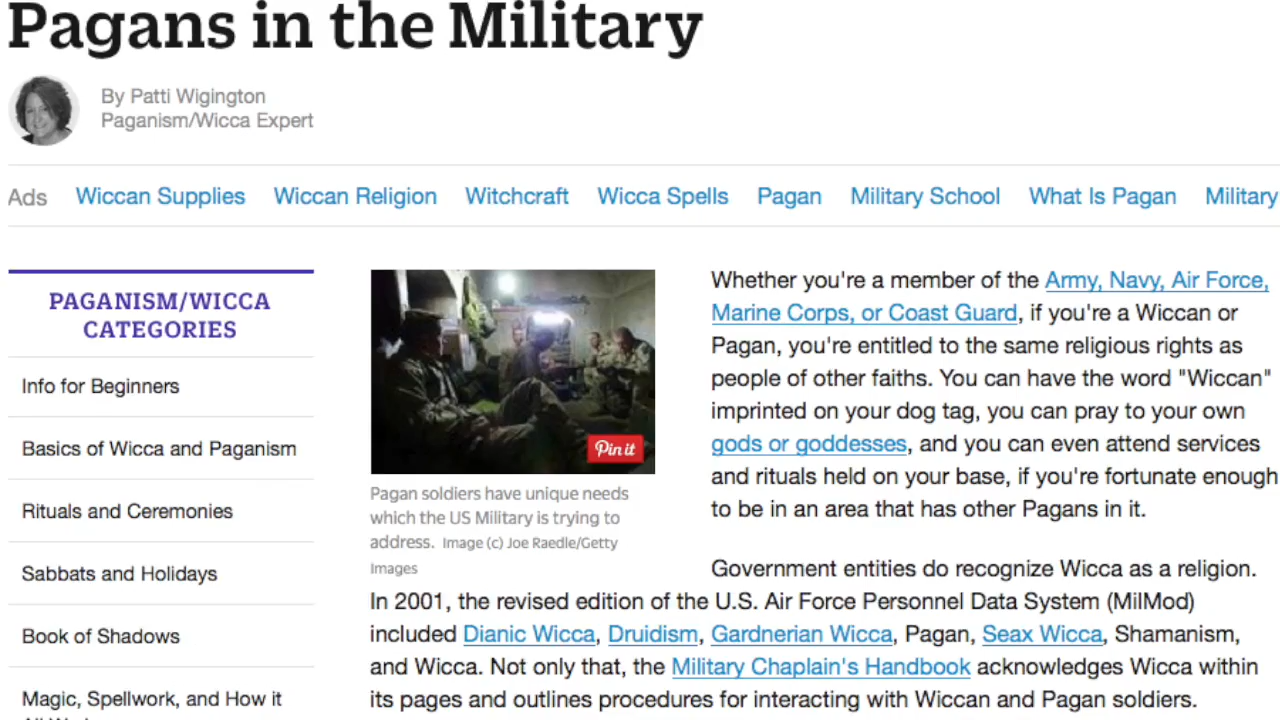 Pagans in the Military
By Patti Wigington
Paganism/Wicca Expert
Ads Wiccan Supplies Wiccan Religion Witchcraft Wicca Spells Pagan Military School What Is Pagan Military
PAGANISM/WICCA
CATEGORIES
Info for Beginners
Basics of Wicca and Paganism
Rituals and Ceremonies
Sabbats and Holidays
Book of Shadows
Magic, Spellwork, and How it
Pin it
Pagan soldiers have unique needs
which the US Military is trying to
address. Image (c) Joe Raedle/Getty
Images
Whether you're a member of the Army, Navy, Air Force,
Marine Corps, or Coast Guard, if you're a Wiccan or
Pagan, you're entitled to the same religious rights as
people of other faiths. You can have the word "Wiccan"
imprinted on your dog tag, you can pray to your own
gods or goddesses, and you can even attend services
and rituals held on your base, if you're fortunate enough
to be in an area that has other Pagans in it.
Government entities do recognize Wicca as a religion.
In 2001, the revised edition of the U.S. Air Force Personnel Data System (MilMod)
included Dianic Wicca, Druidism, Gardnerian Wicca, Pagan, Seax Wicca, Shamanism,
and Wicca. Not only that, the Military Chaplain's Handbook acknowledges Wicca within
its pages and outlines procedures for interacting with Wiccan and Pagan soldiers.